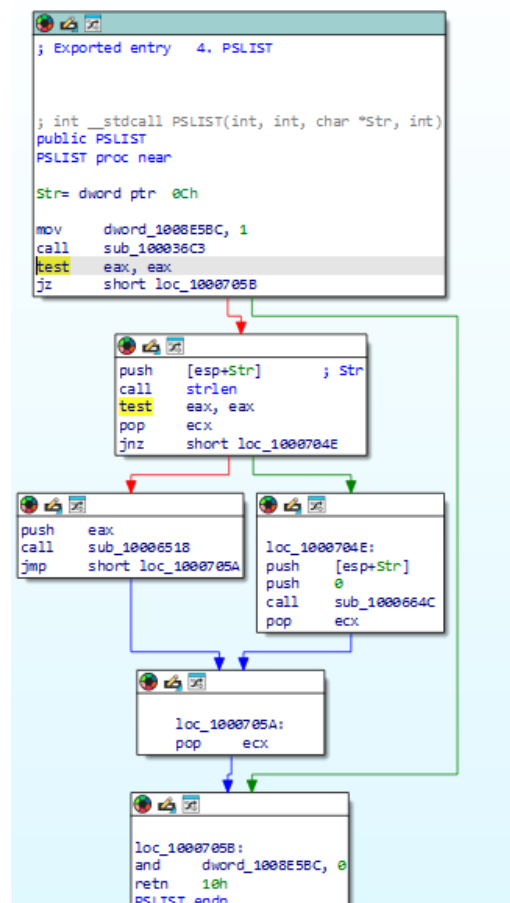 ; Exported entry   4. PSLIST
; int __stdcall PSLIST(int, int, char *Str, int)
public PSLIST
PSLIST proc near
Str= dword ptr  0Ch
mov     dword_1008E5BC, 1
call    sub_100036C3
test    eax, eax
jz      short loc_1000705B
push    [esp+Str]       ; Str
call    strlen
test    eax, eax
pop     ecx
jnz     short loc_1000704E
push    eax
call    sub_10006518
jmp     short loc_1000705A
loc_1000704E:
push    [esp+Str]
push    0
call    sub_1000664C
pop     ecx
loc_1000705A:
pop     ecx
loc_1000705B:
and     dword_1008E5BC, 0
retn    10h
PSLIST endp